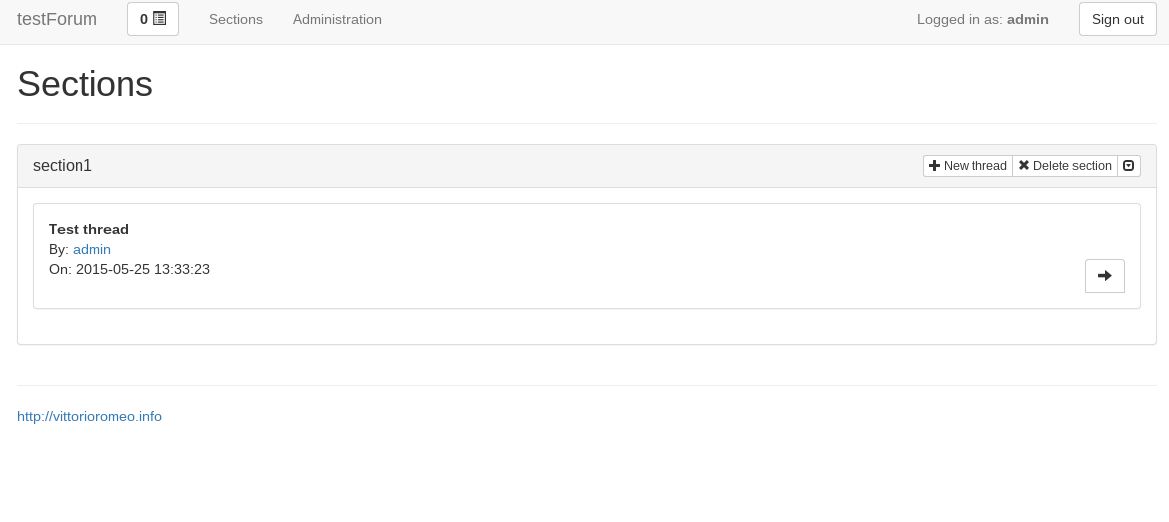 testForum 0 Sections Administration Logged in as: admin Sign out
Sections
section1 New thread Delete section
Test thread
By: admin
On: 2015-05-25 13:33:23
http://vittorioromeo.info